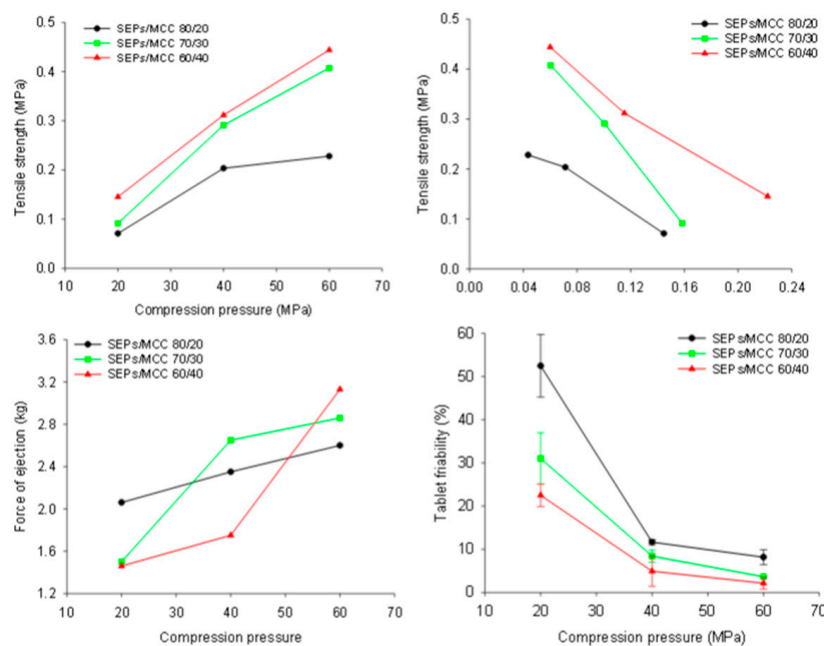 Tensile strength (MPa)
0.5
0.4
0.3
0.2
0.1
0.0
SEPs/MCC 80/20
SEPs/MCC 70/30
SEPs/MCC 60/40
10 20 30 40 50 60 70
Compression pressure (MPa)
Tensile strength (MPa)
0.5
0.4
0.3
0.2
0.1
0.0
SEPs/MCC 80/20
SEPs/MCC 70/30
SEPs/MCC 60/40
0.00 0.04 0.08 0.12 0.16 0.20 0.24
Force of ejection (kg)
3.6
3.2
2.8
2.4
2.0
1.6
1.2
SEPs/MCC 80/20
SEPs/MCC 70/30
SEPs/MCC 60/40
10 20 30 40 50 60 70
Compression pressure
Tablet friability (%)
60
50
40
30
20
10
0
SEPs/MCC 80/20
SEPs/MCC 70/30
SEPs/MCC 60/40
10 20 30 40 50 60 70
Compression pressure (MPa)